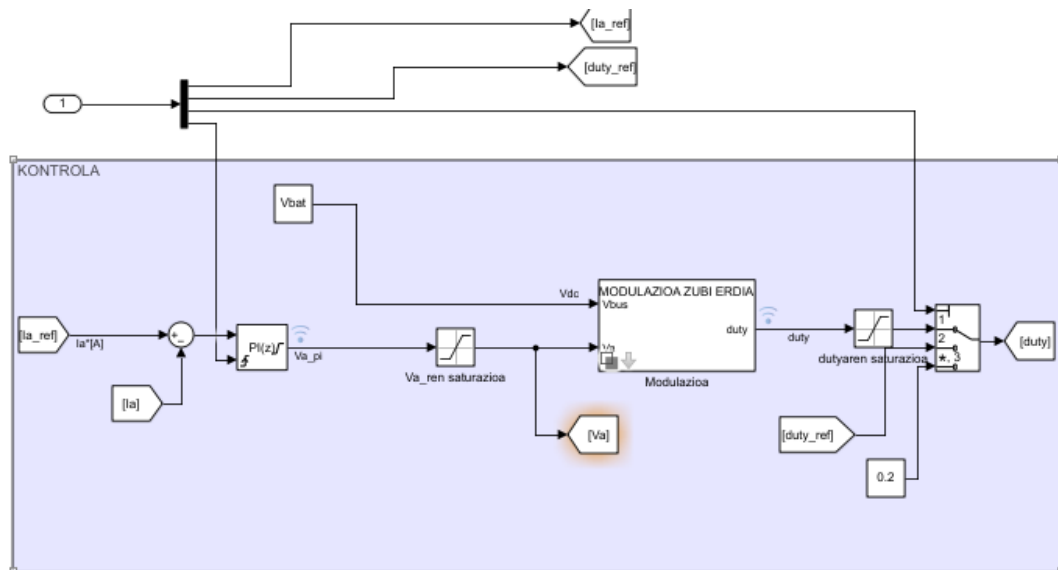 [Ia_ref]
[duty_ref]
1
KONTROLA
Vbat
Vdc
MODULAZIOA ZUBI ERDIA
Vbus
duty
[Ia_ref]
Ia*[A]
+
-
PI(z)
Va_pi
Va_ren saturazioa
Modulazioa
duty
dutyaren saturazioa
1
2
*, 3
[duty]
[Ia]
[Va]
[duty_ref]
0.2